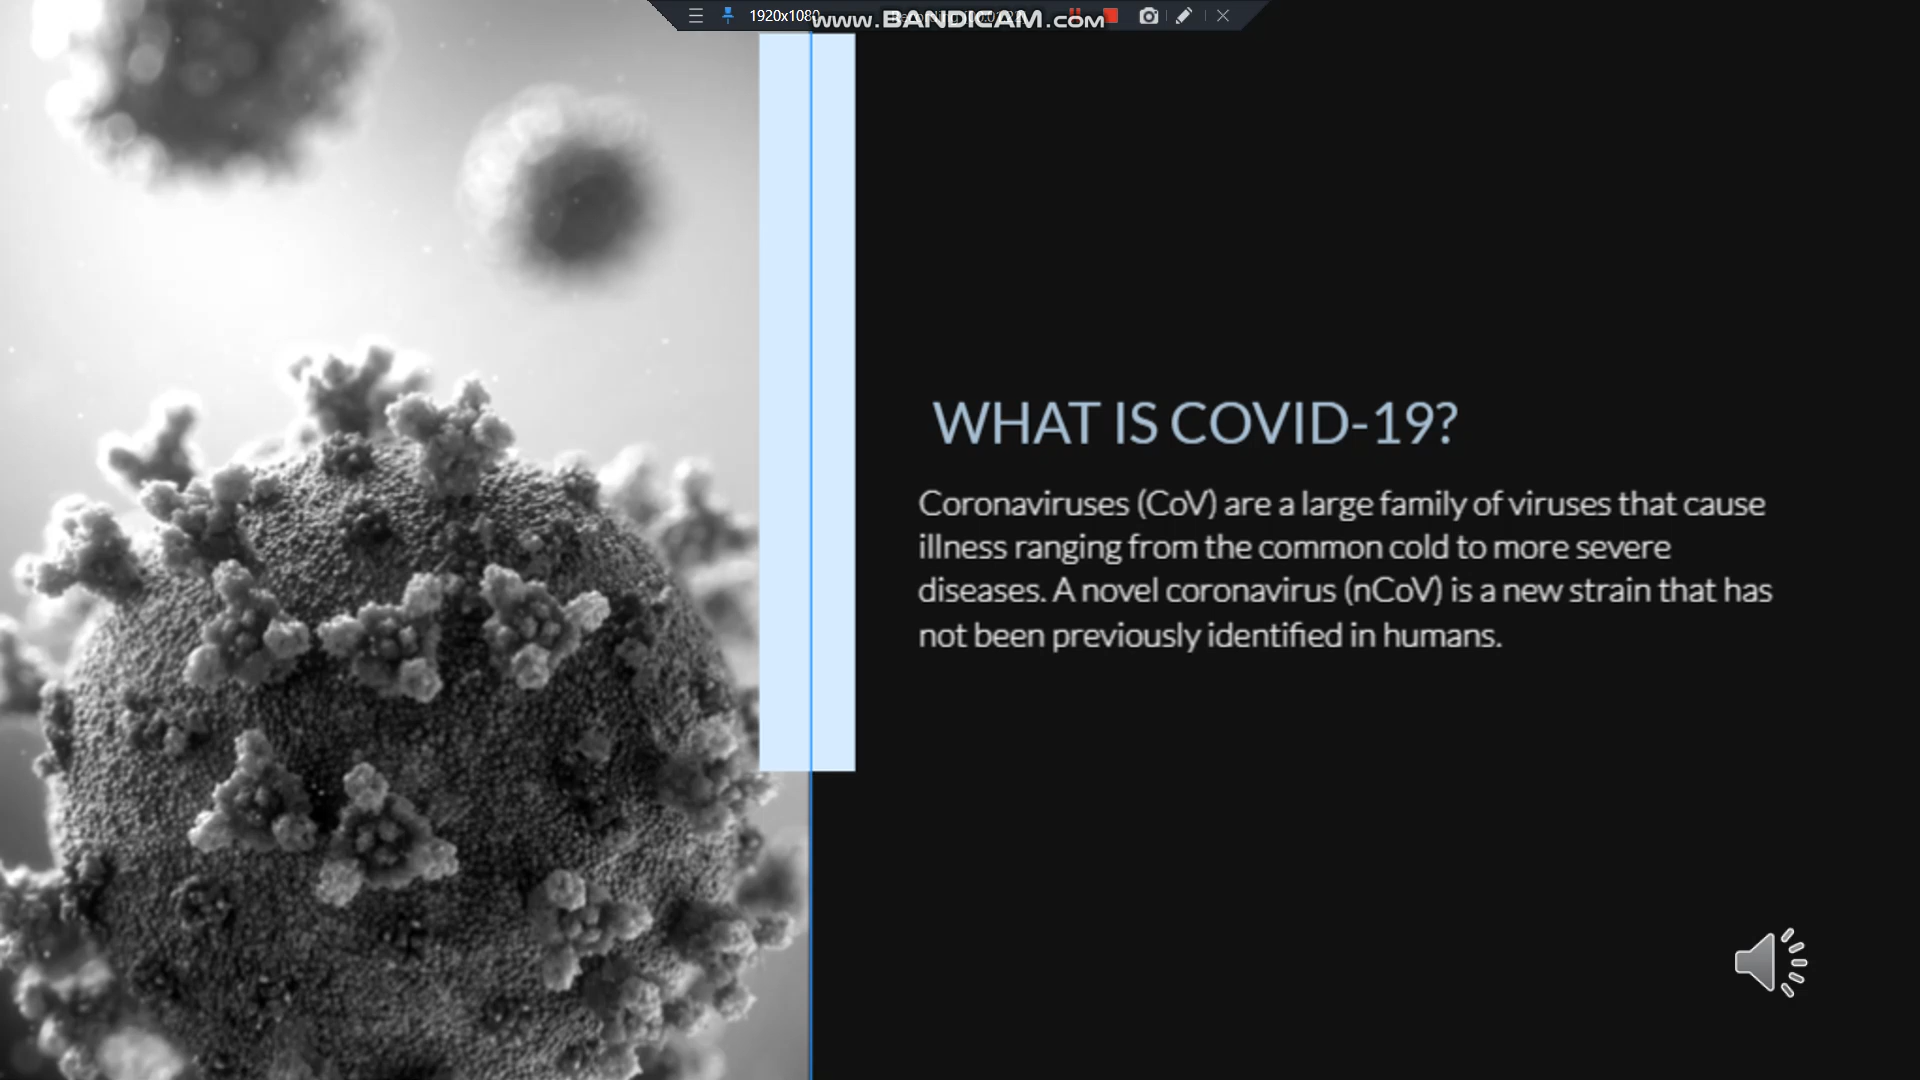 1920x1080
www.BANDICAM.com
WHAT IS COVID-19?
Coronaviruses (CoV) are a large family of viruses that cause
illness ranging from the common cold to more severe
diseases. A novel coronavirus (nCoV) is a new strain that has
not been previously identified in humans.